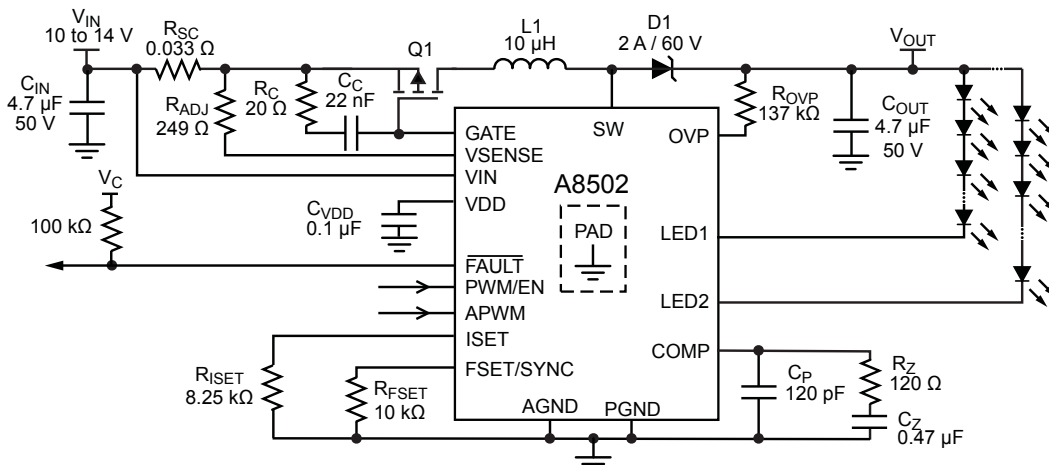 VIN
10 to 14 V
CIN
4.7 µF
50 V
RSC
0.033 Ω
RADJ
249 Ω
RC
20 Ω
CC
22 nF
Q1
L1
10 µH
D1
2 A / 60 V
VOUT
ROVP
137 kΩ
COUT
4.7 µF
50 V
GATE
VSENSE
VIN
VDD
FAULT
PWM/EN
APWM
ISET
FSET/SYNC
AGND
PGND
SW
OVP
LED1
LED2
COMP
A8502
PAD
VC
100 kΩ
CVDD
0.1 µF
RISET
8.25 kΩ
RFSET
10 kΩ
CP
120 pF
RZ
120 Ω
CZ
0.47 µF